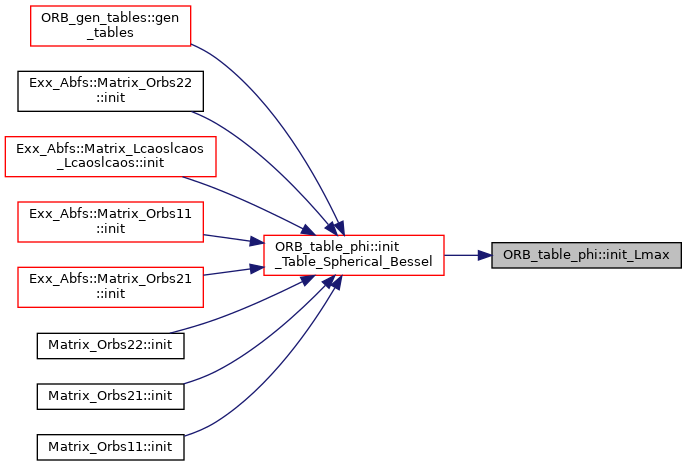 ORB_gen_tables::gen
_tables
Exx_Abfs::Matrix_Orbs22
::init
Exx_Abfs::Matrix_Lcaoslcaos
_Lcaoslcaos::init
Exx_Abfs::Matrix_Orbs11
::init
Exx_Abfs::Matrix_Orbs21
::init
Matrix_Orbs22::init
Matrix_Orbs21::init
Matrix_Orbs11::init
ORB_table_phi::init
_Table_Spherical_Bessel
ORB_table_phi::init_Lmax